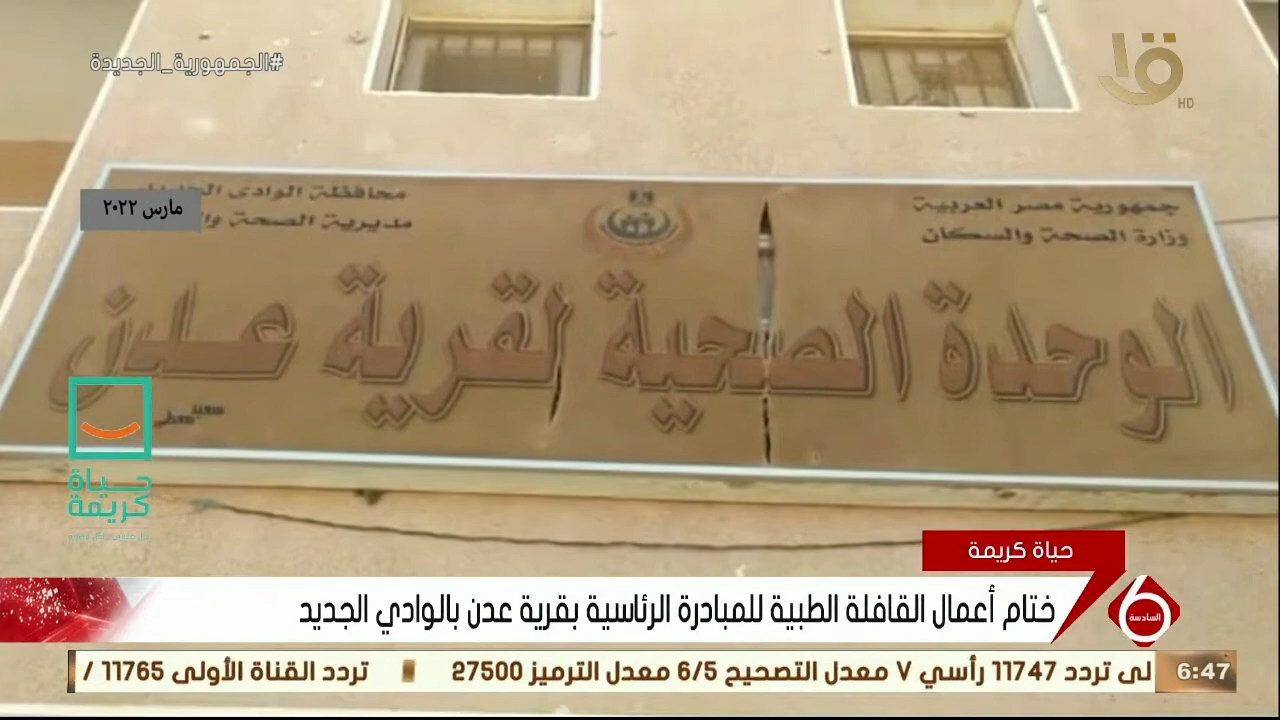 #الجمهورية_الجديدة
HD
جمهورية مصر العربية
وزارة الصحة والسكان
محافظة الوادى
مديرية الصحة
مارس ٢٠٢٢
الوحدة الصحية لقرية عدن
حياة
كريمة
حياة كريمة
السادسة
ختام أعمال القافلة الطبية للمبادرة الرئاسية بقرية عدن بالوادي الجديد
لى تردد 11747 رأسي ٧ معدل التصحيح 6/5 معدل الترميز 27500 تردد القناة الأولى 11765 /
6:47